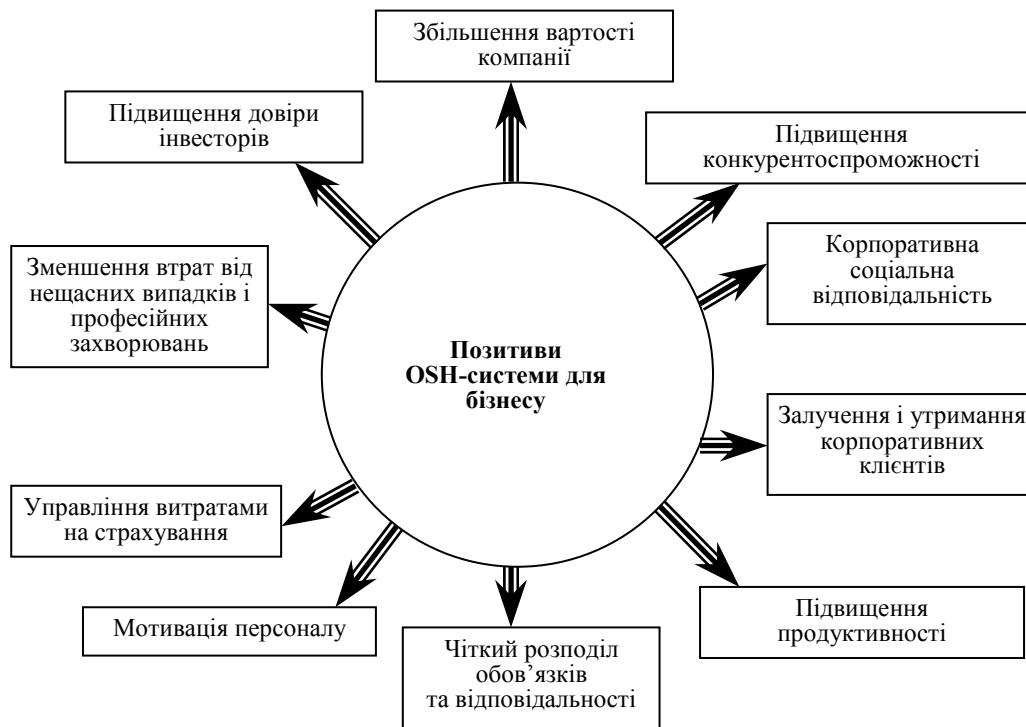 Збільшення вартості
компанії
Підвищення довіри
інвесторів
Підвищення
конкурентоспроможності
Зменшення втрат від
нещасних випадків і
професійних
захворювань
Корпоративна
соціальна
відповідальність
Позитиви
OSH-системи для
бізнесу
Залучення і утримання
корпоративних
клієнтів
Управління витратами
на страхування
Мотивація персоналу
Чіткий розподіл
обов’язків
та відповідальності
Підвищення
продуктивності